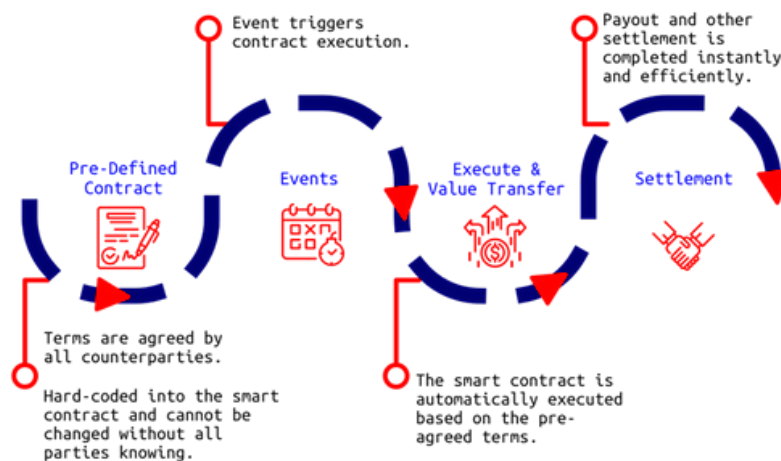 Event triggers
contract execution.
Payout and other
settlement is
completed instantly
and efficiently.
Pre-Defined
Contract
Events
Execute &
Value Transfer
Settlement
Terms are agreed by
all counterparties.
Hard-coded into the smart
contract and cannot be
changed without all
parties knowing.
The smart contract is
automatically executed
based on the pre-
agreed terms.